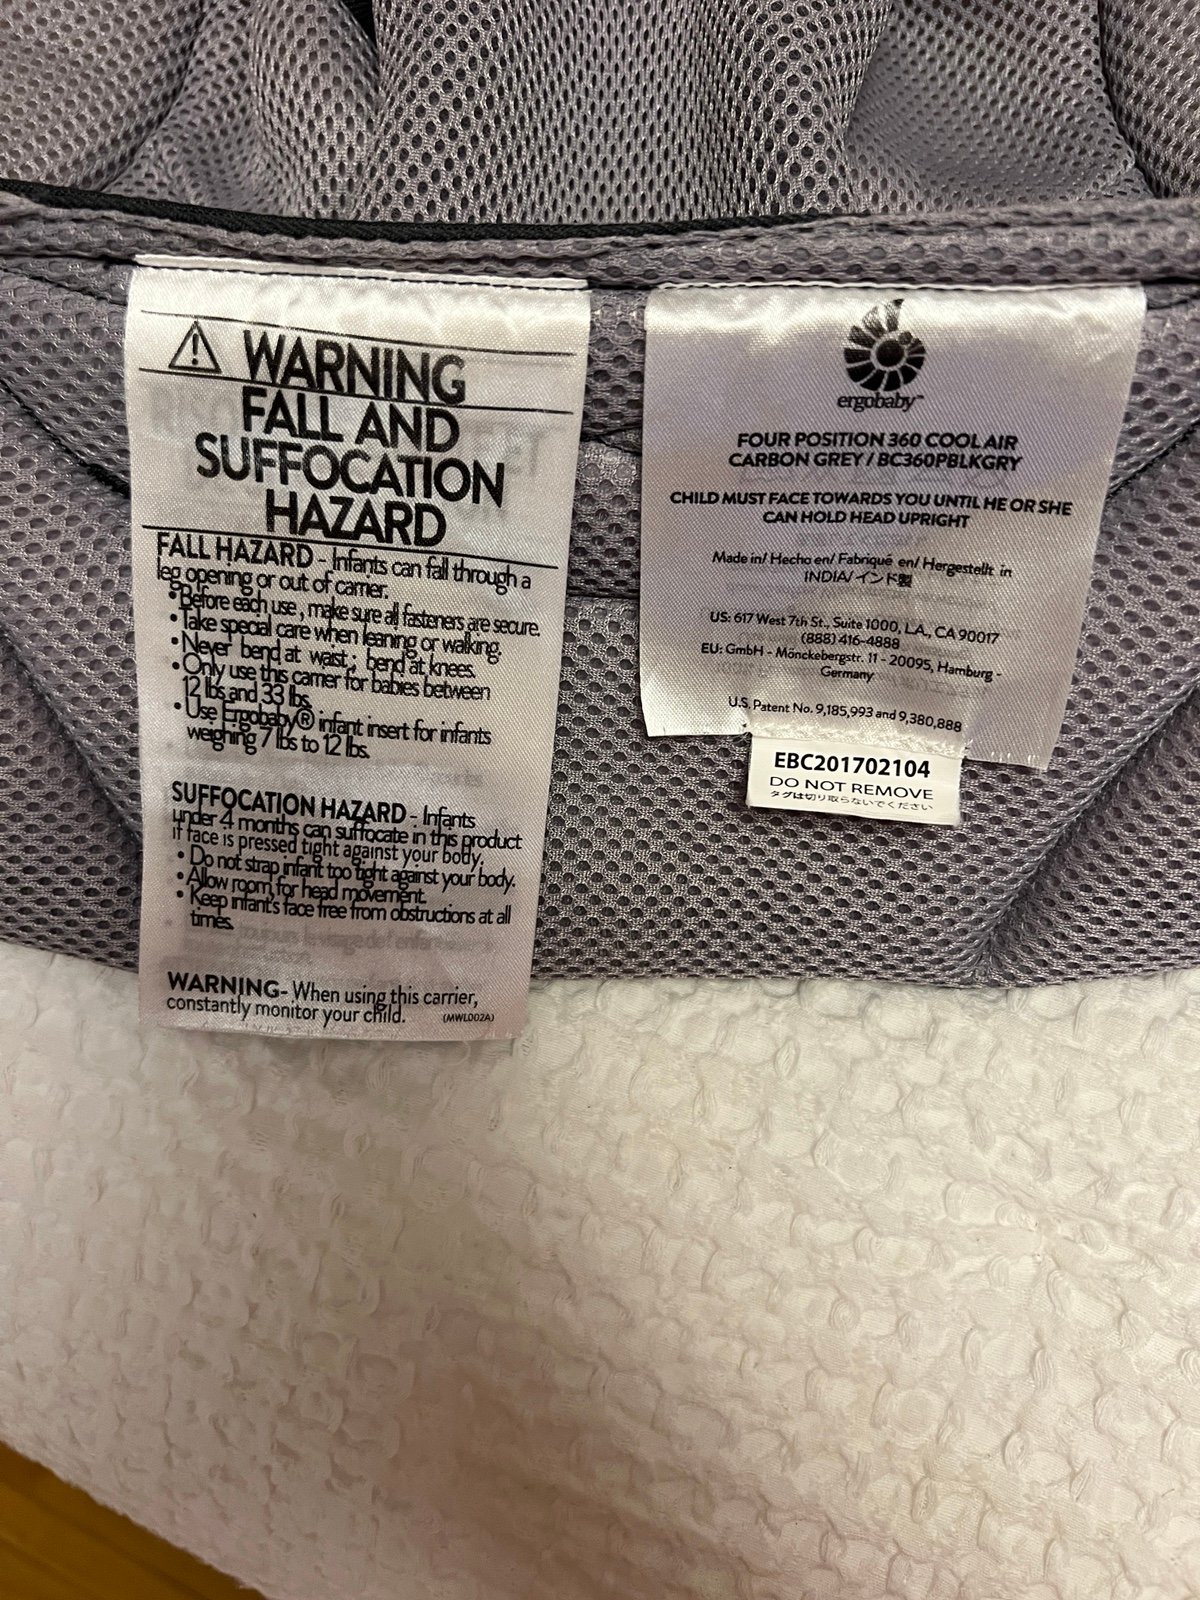 WARNING
FALL AND
SUFFOCATION
HAZARD
FALL HAZARD - Infants can fall through a
leg opening or out of carrier.
• Before each use, make sure all fasteners are secure.
• Take special care when leaning or walking.
• Never bend at waist; bend at knees.
• Only use this carrier for babies between
12 lbs and 33 lbs.
• Use Ergobaby® infant insert for infants
weighing 7 lbs to 12 lbs.
SUFFOCATION HAZARD - Infants
under 4 months can suffocate in this product
if face is pressed tight against your body.
• Do not strap infant too tight against your body.
• Allow room for head movement.
• Keep infant's face free from obstructions at all
times.
WARNING- When using this carrier,
constantly monitor your child. (MWL002A)
ergobaby™
FOUR POSITION 360 COOL AIR
CARBON GREY / BC360PBLKGRY
CHILD MUST FACE TOWARDS YOU UNTIL HE OR SHE
CAN HOLD HEAD UPRIGHT
Made in/ Hecho en/ Fabriqué en/ Hergestellt in
INDIA/インド製
US: 617 West 7th St., Suite 1000, L.A., CA 90017
(888) 416-4888
EU: GmbH - Mönckebergstr. 11 - 20095, Hamburg -
Germany
U.S. Patent No. 9,185,993 and 9,380,888
EBC201702104
DO NOT REMOVE
タグは切り取らないでください